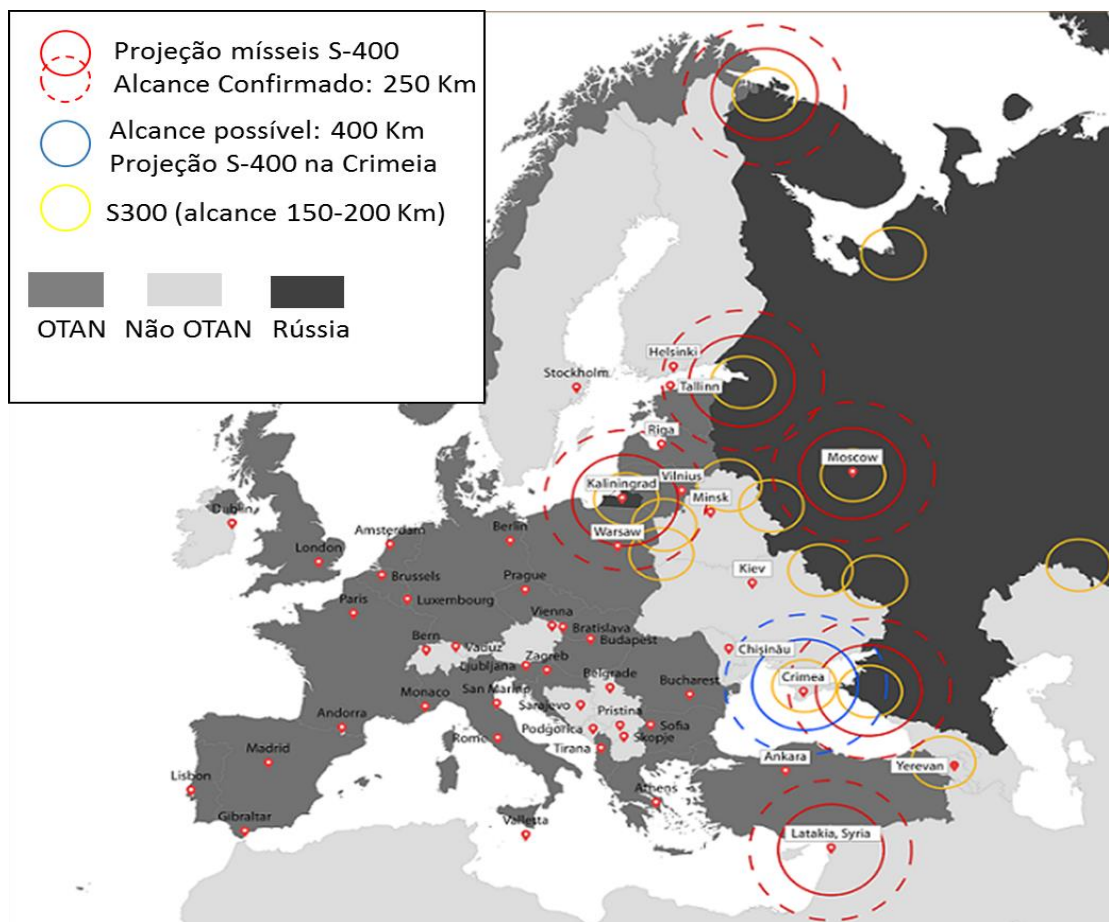 Projeção mísseis S-400
Alcance Confirmado: 250 Km
Alcance possível: 400 Km
Projeção S-400 na Crimeia
S300 (alcance 150-200 Km)
OTAN Não OTAN Rússia
Helsinki
Stockholm
Tallinn
Riga
Moscow
Vilnius
Kaliningrad
Minsk
Dublin
Amsterdam
Berlin
Warsaw
London
Brussels
Prague
Kiev
Luxembourg
Paris
Vienna
Bratislava
Budapest
Bern
Vaduz
Chișinău
Ljubljana
Zagreb
Crimea
Belgrade
Bucharest
Monaco
San Marino
Sarajevo
Pristina
Andorra
Podgorica
Sofia
Skopje
Rome
Tirana
Madrid
Ankara
Yerevan
Lisbon
Athens
Gibraltar
Vallesta
Latakia, Syria